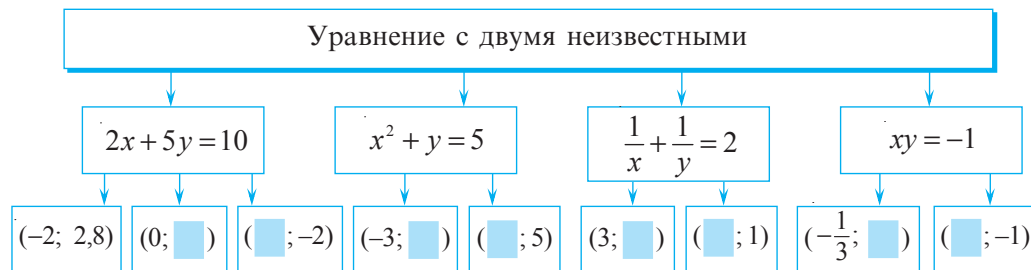 Уравнение с двумя неизвестными
2x + 5y = 10
x² + y = 5
1/x + 1/y = 2
xy = −1
(−2; 2,8)
(0; )
( ; −2)
(−3; )
( ; 5)
(3; )
( ; 1)
(−1/3; )
( ; −1)